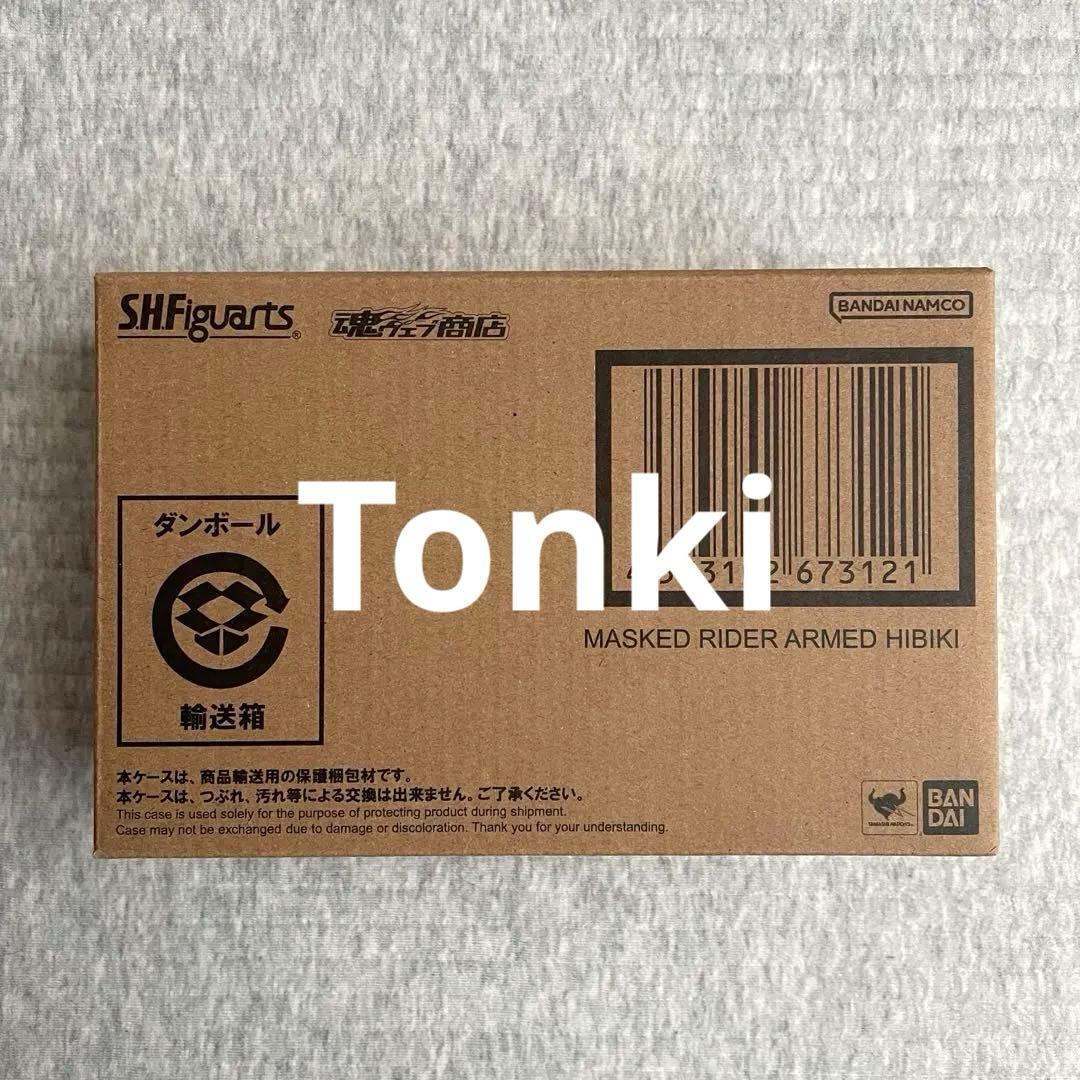 S.H.Figuarts®
魂ウェブ商店
BANDAI NAMCO
Tonki
673121
MASKED RIDER ARMED HIBIKI
ダンボール
輸送箱
本ケースは、商品輸送用の保護梱包材です。
本ケースは、つぶれ、汚れ等による交換は出来ません。ご了承ください。
This case is used solely for the purpose of protecting product during shipment.
Case may not be exchanged due to damage or discoloration. Thank you for your understanding.
TAMASHII NATIONS
BAN
DAI